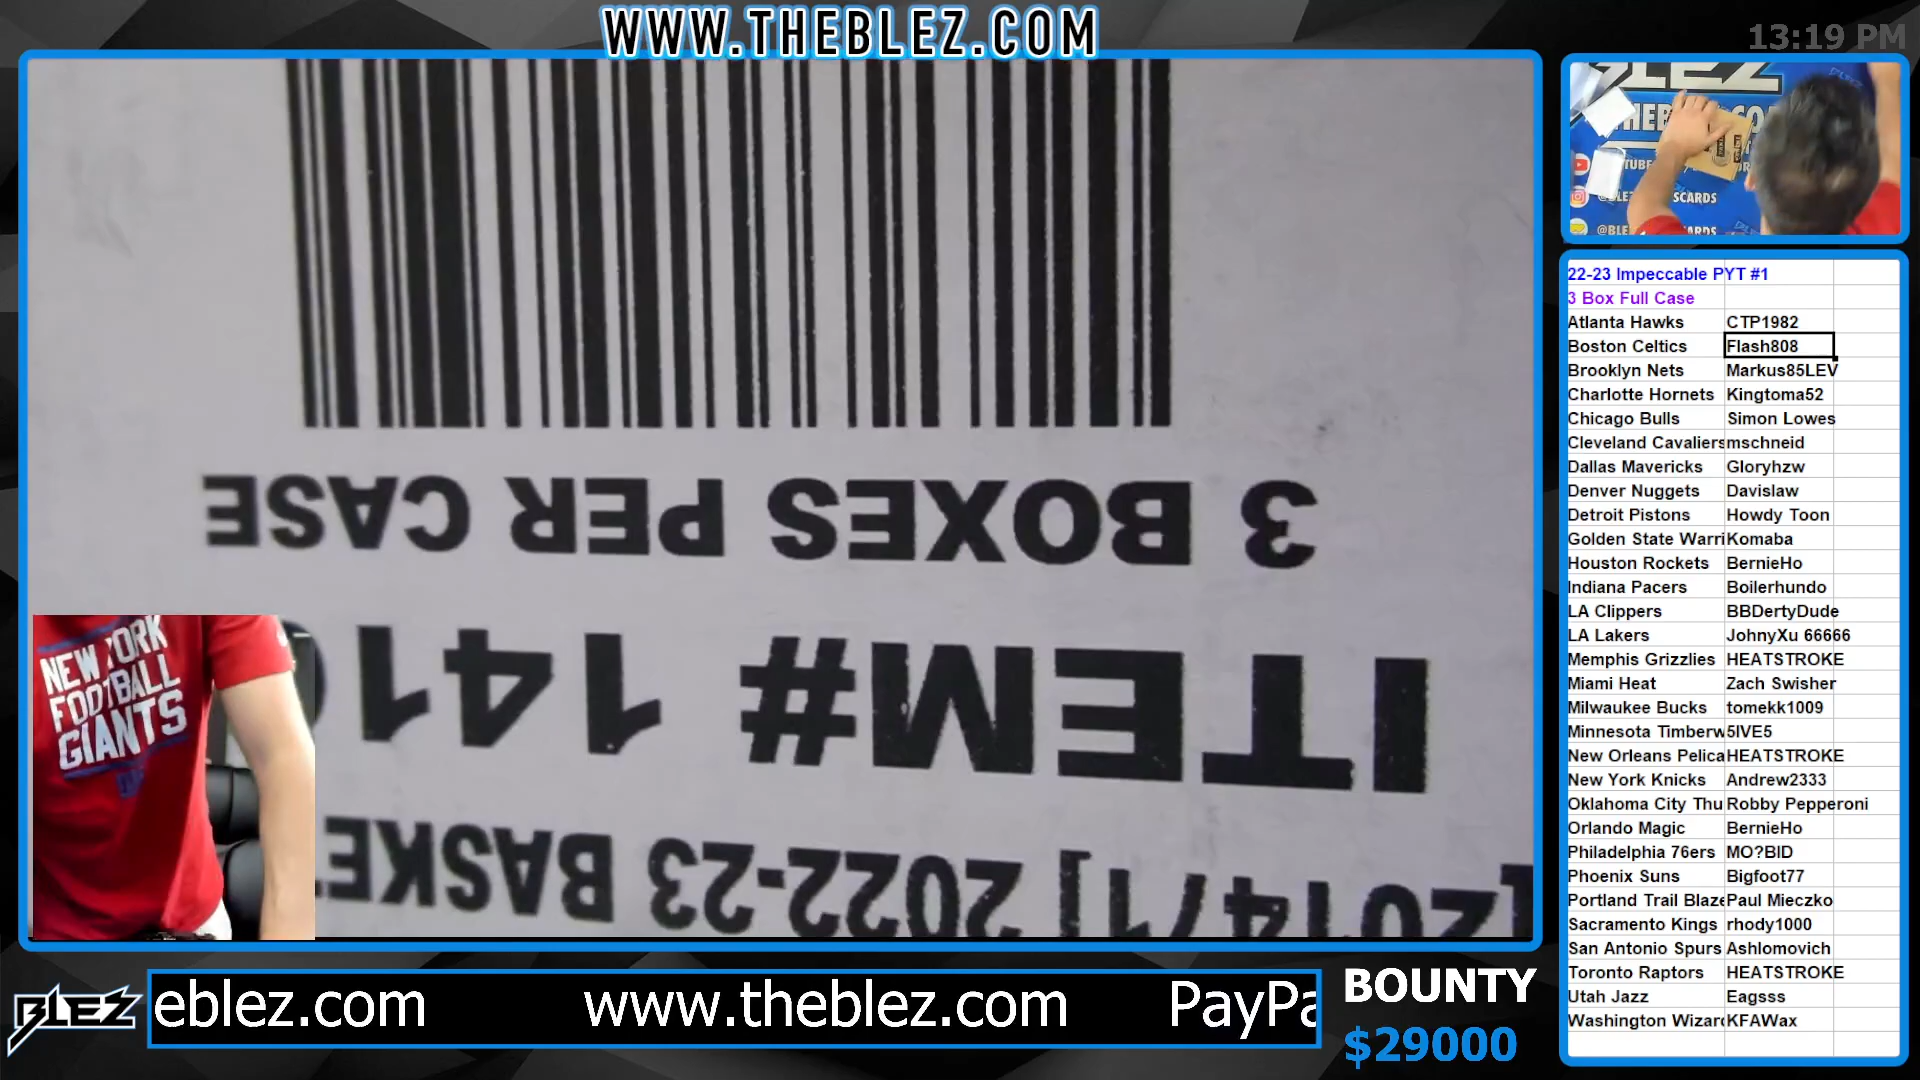 WWW.THEBLEZ.COM
13:19 PM
3 BOXES PER CASE
ITEM# 141
[201471] 2022-23 BASKE
NEW YORK
FOOTBALL
GIANTS
BLEZ
@BLE
SCARDS
@BLE
ARDS
22-23 Impeccable PYT #1
3 Box Full Case
Atlanta Hawks CTP1982
Boston Celtics Flash808
Brooklyn Nets Markus85LEV
Charlotte Hornets Kingtoma52
Chicago Bulls Simon Lowes
Cleveland Cavaliers mschneid
Dallas Mavericks Gloryhzw
Denver Nuggets Davislaw
Detroit Pistons Howdy Toon
Golden State Warri Komaba
Houston Rockets BernieHo
Indiana Pacers Boilerhundo
LA Clippers BBDertyDude
LA Lakers JohnyXu 66666
Memphis Grizzlies HEATSTROKE
Miami Heat Zach Swisher
Milwaukee Bucks tomekk1009
Minnesota Timberw 5IVE5
New Orleans Pelica HEATSTROKE
New York Knicks Andrew2333
Oklahoma City Thu Robby Pepperoni
Orlando Magic BernieHo
Philadelphia 76ers MO?BID
Phoenix Suns Bigfoot77
Portland Trail Blaze Paul Mieczko
Sacramento Kings rhody1000
San Antonio Spurs Ashlomovich
Toronto Raptors HEATSTROKE
Utah Jazz Eagsss
Washington Wizar KFAWax
BLEZ
eblez.com www.theblez.com PayPa
BOUNTY
$29000